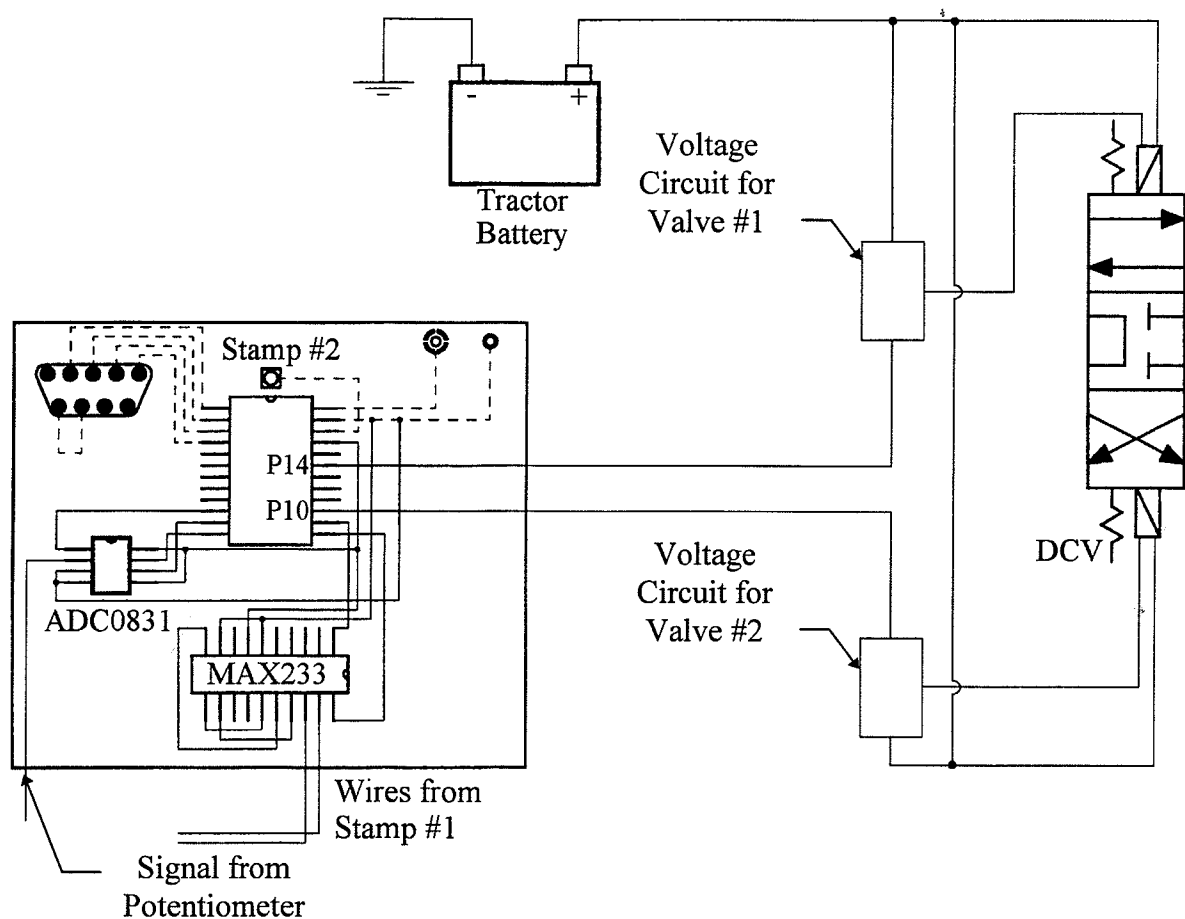 -
+
Tractor
Battery
Voltage
Circuit for
Valve #1
Stamp #2
P14
P10
ADC0831
MAX233
DCV
Voltage
Circuit for
Valve #2
Wires from
Stamp #1
Signal from
Potentiometer